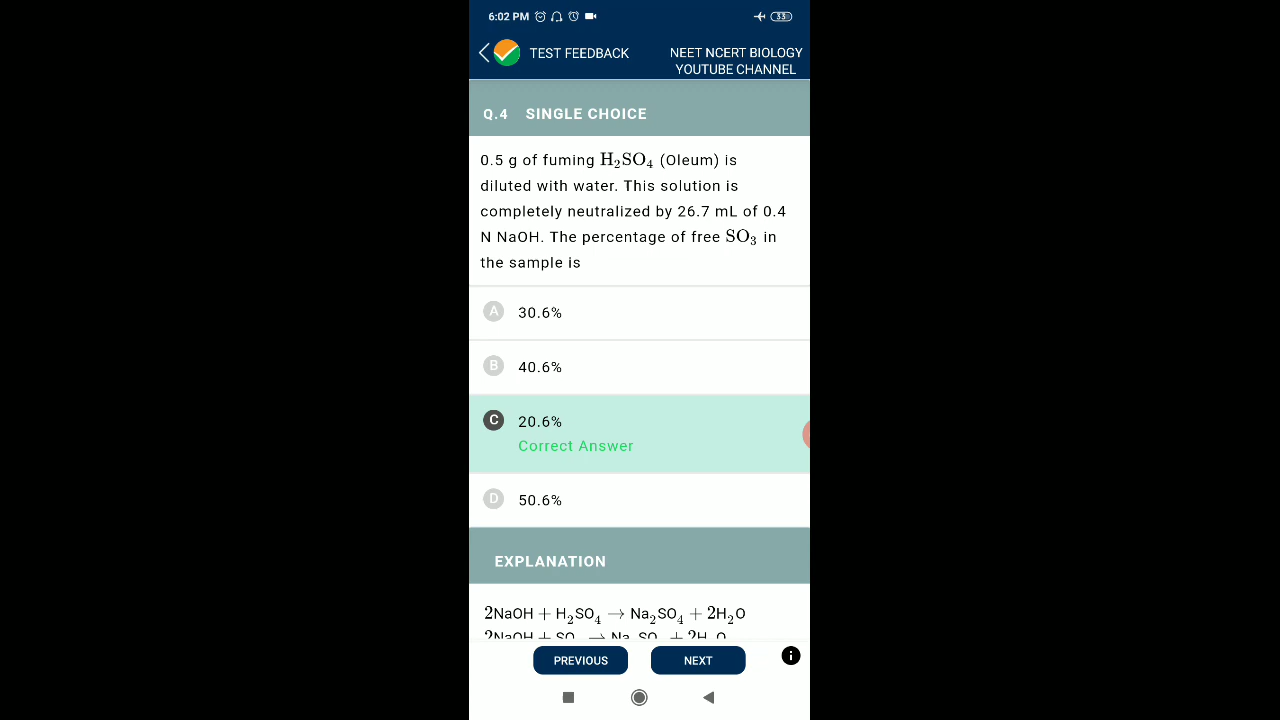 6:02 PM 33
TEST FEEDBACK NEET NCERT BIOLOGY
YOUTUBE CHANNEL
Q.4 SINGLE CHOICE
0.5 g of fuming H₂SO₄ (Oleum) is
diluted with water. This solution is
completely neutralized by 26.7 mL of 0.4
N NaOH. The percentage of free SO₃ in
the sample is
A 30.6%
B 40.6%
C 20.6%
Correct Answer
D 50.6%
EXPLANATION
2NaOH + H₂SO₄ → Na₂SO₄ + 2H₂O
PREVIOUS NEXT